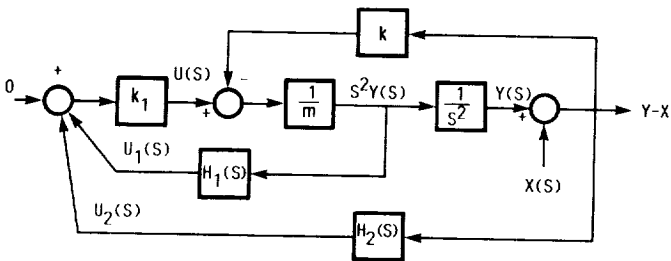 k
+
U(S)
-
S²Y(S)
Y(S)
0
k₁
+
1/m
1/S²
+
Y-X
U₁(S)
H₁(S)
X(S)
U₂(S)
H₂(S)